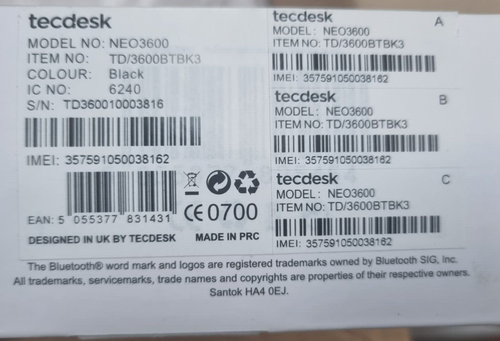 tecdesk
MODEL NO: NEO3600
ITEM NO: TD/3600BTBK3
COLOUR: Black
IC NO: 6240
S/N: TD360010003816
IMEI: 357591050038162
EAN: 5 055377 831431
CE 0700
DESIGNED IN UK BY TECDESK MADE IN PRC
tecdesk A
MODEL: NEO3600
ITEM NO: TD/3600BTBK3
IMEI: 357591050038162
tecdesk B
MODEL: NEO3600
ITEM NO: TD/3600BTBK3
IMEI: 357591050038162
tecdesk C
MODEL: NEO3600
ITEM NO: TD/3600BTBK3
IMEI: 357591050038162
The Bluetooth® word mark and logos are registered trademarks owned by Bluetooth SIG, Inc.
All trademarks, servicemarks, trade names and copyrights are properties of their respective owners.
Santok HA4 0EJ.